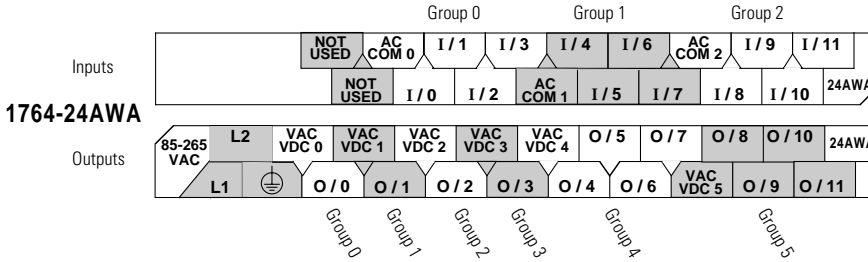 Group 0 Group 1 Group 2
Inputs
NOT USED AC COM 0 I / 1 I / 3 I / 4 I / 6 AC COM 2 I / 9 I / 11
NOT USED I / 0 I / 2 AC COM 1 I / 5 I / 7 I / 8 I / 10 24AWA
1764-24AWA
Outputs
85-265 VAC L2 VAC VDC 0 VAC VDC 1 VAC VDC 2 VAC VDC 3 VAC VDC 4 O / 5 O / 7 O / 8 O / 10 24AWA
L1 O / 0 O / 1 O / 2 O / 3 O / 4 O / 6 VAC VDC 5 O / 9 O / 11
Group 0 Group 1 Group 2 Group 3 Group 4 Group 5